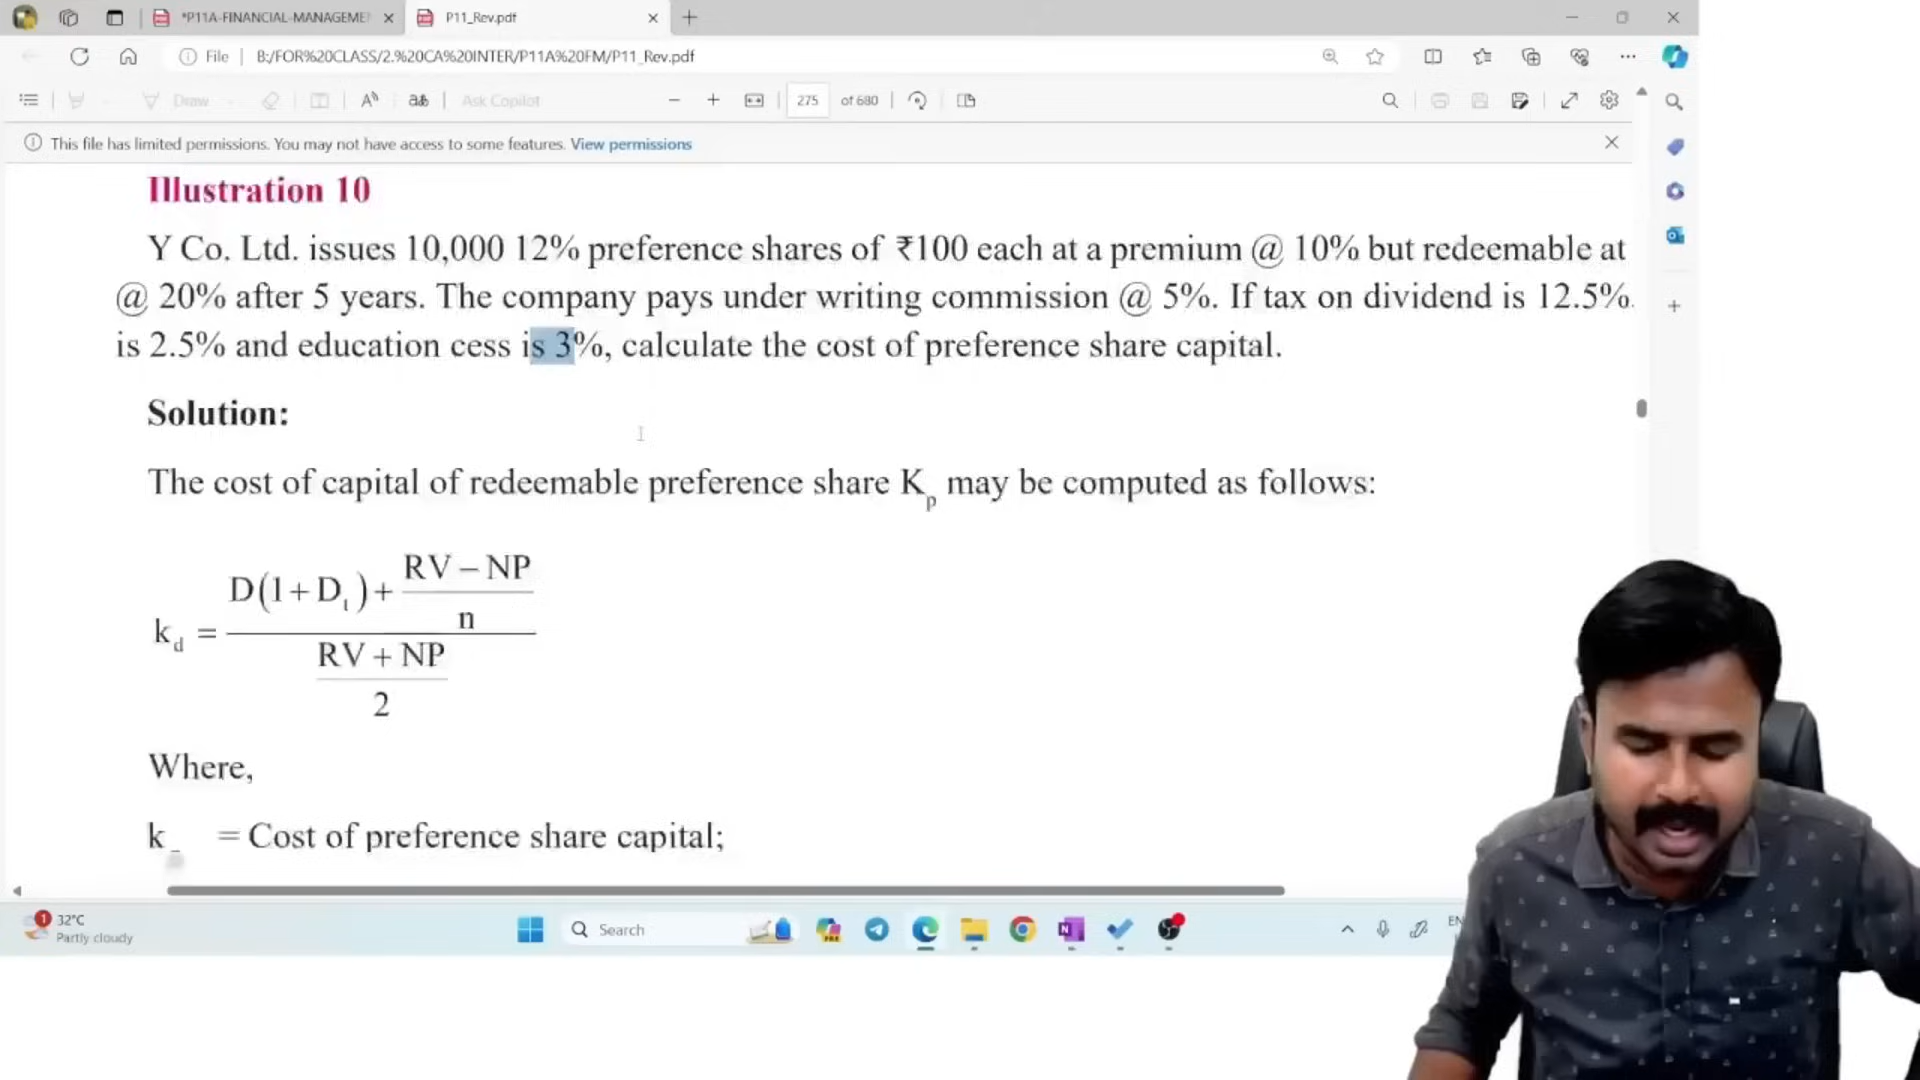 *P11A-FINANCIAL-MANAGEME
P11_Rev.pdf
File
B:/FOR%20CLASS/2.%20CA%20INTER/P11A%20FM/P11_Rev.pdf
Draw
Ask Copilot
275 of 680
This file has limited permissions. You may not have access to some features. View permissions
Illustration 10
Y Co. Ltd. issues 10,000 12% preference shares of ₹100 each at a premium @ 10% but redeemable at
@ 20% after 5 years. The company pays under writing commission @ 5%. If tax on dividend is 12.5%
is 2.5% and education cess is 3%, calculate the cost of preference share capital.
Solution:
The cost of capital of redeemable preference share Kp may be computed as follows:
RV – NP
D(1+Dt)+
n
kd =
RV + NP
2
Where,
k = Cost of preference share capital;
1
32°C
Partly cloudy
Search
EN